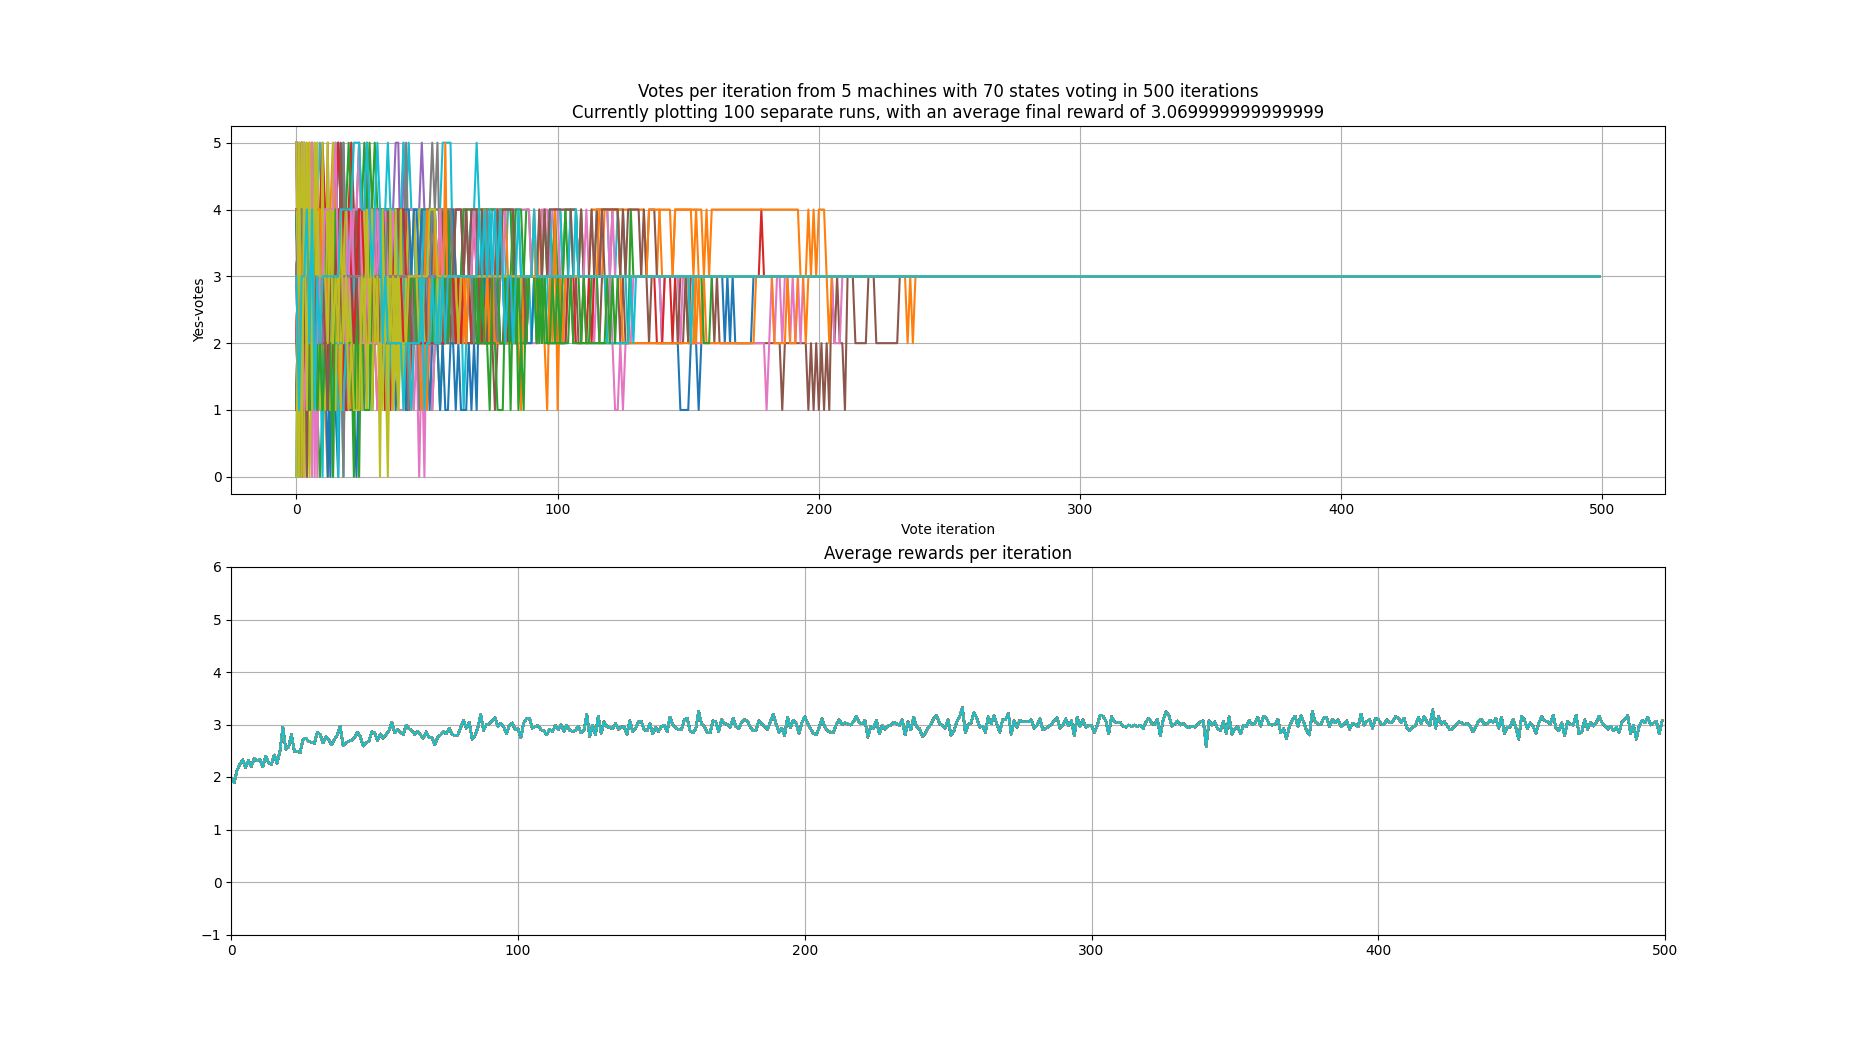 Votes per iteration from 5 machines with 70 states voting in 500 iterations
Currently plotting 100 separate runs, with an average final reward of 3.069999999999999
5
4
3
2
1
0
Yes-votes
0 100 200 300 400 500
Vote iteration
Average rewards per iteration
6
5
4
3
2
1
0
−1
0 100 200 300 400 500